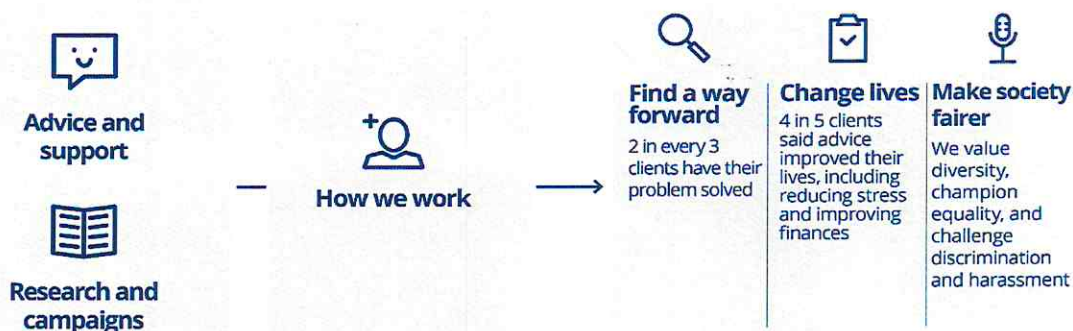 Advice and
support
Research and
campaigns
How we work
Find a way
forward
2 in every 3
clients have their
problem solved
Change lives
4 in 5 clients
said advice
improved their
lives, including
reducing stress
and improving
finances
Make society
fairer
We value
diversity,
champion
equality, and
challenge
discrimination
and harassment